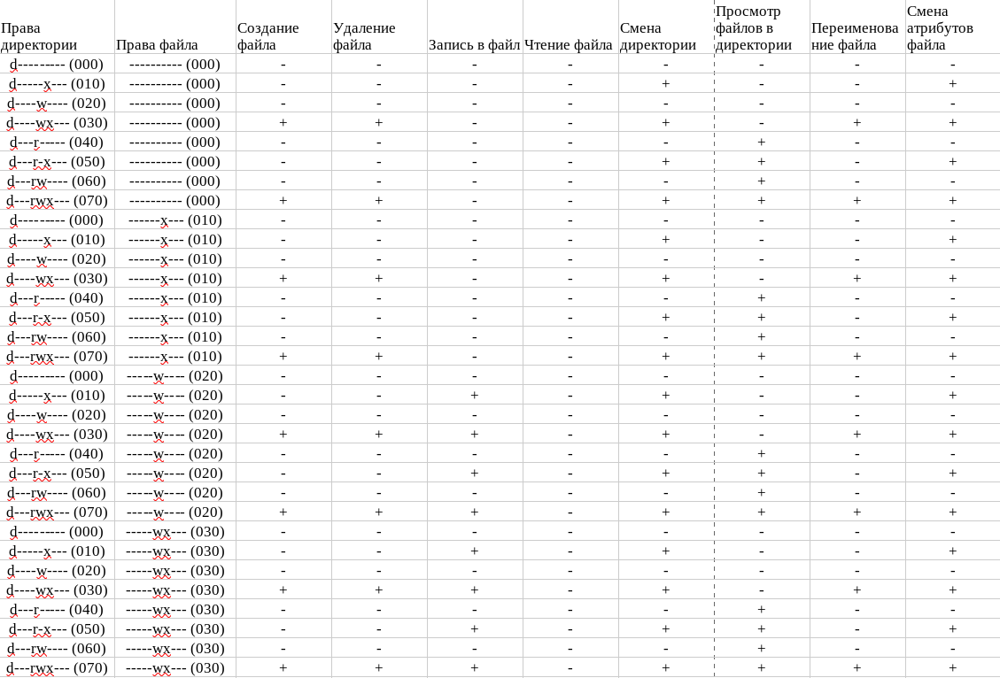 Права директории | Права файла | Создание файла | Удаление файла | Запись в файл | Чтение файла | Смена директории | Просмотр файлов в директории | Переименова ние файла | Смена атрибутов файла
d--------- (000) ---------- (000) - - - - - - - -
d-----x--- (010) ---------- (000) - - - - + - - +
d----w---- (020) ---------- (000) - - - - - - - -
d----wx--- (030) ---------- (000) + + - - + - + +
d---r----- (040) ---------- (000) - - - - - + - -
d---r-x--- (050) ---------- (000) - - - - + + - +
d---rw---- (060) ---------- (000) - - - - - + - -
d---rwx--- (070) ---------- (000) + + - - + + + +
d--------- (000) ------x--- (010) - - - - - - - -
d-----x--- (010) ------x--- (010) - - - - + - - +
d----w---- (020) ------x--- (010) - - - - - - - -
d----wx--- (030) ------x--- (010) + + - - + - + +
d---r----- (040) ------x--- (010) - - - - - + - -
d---r-x--- (050) ------x--- (010) - - - - + + - +
d---rw---- (060) ------x--- (010) - - - - - + - -
d---rwx--- (070) ------x--- (010) + + - - + + + +
d--------- (000) -----w---- (020) - - - - - - - -
d-----x--- (010) -----w---- (020) - - + - + - - +
d----w---- (020) -----w---- (020) - - - - - - - -
d----wx--- (030) -----w---- (020) + + + - + - + +
d---r----- (040) -----w---- (020) - - - - - + - -
d---r-x--- (050) -----w---- (020) - - + - + + - +
d---rw---- (060) -----w---- (020) - - - - - + - -
d---rwx--- (070) -----w---- (020) + + + - + + + +
d--------- (000) -----wx--- (030) - - - - - - - -
d-----x--- (010) -----wx--- (030) - - + - + - - +
d----w---- (020) -----wx--- (030) - - - - - - - -
d----wx--- (030) -----wx--- (030) + + + - + - + +
d---r----- (040) -----wx--- (030) - - - - - + - -
d---r-x--- (050) -----wx--- (030) - - + - + + - +
d---rw---- (060) -----wx--- (030) - - - - - + - -
d---rwx--- (070) -----wx--- (030) + + + - + + + +